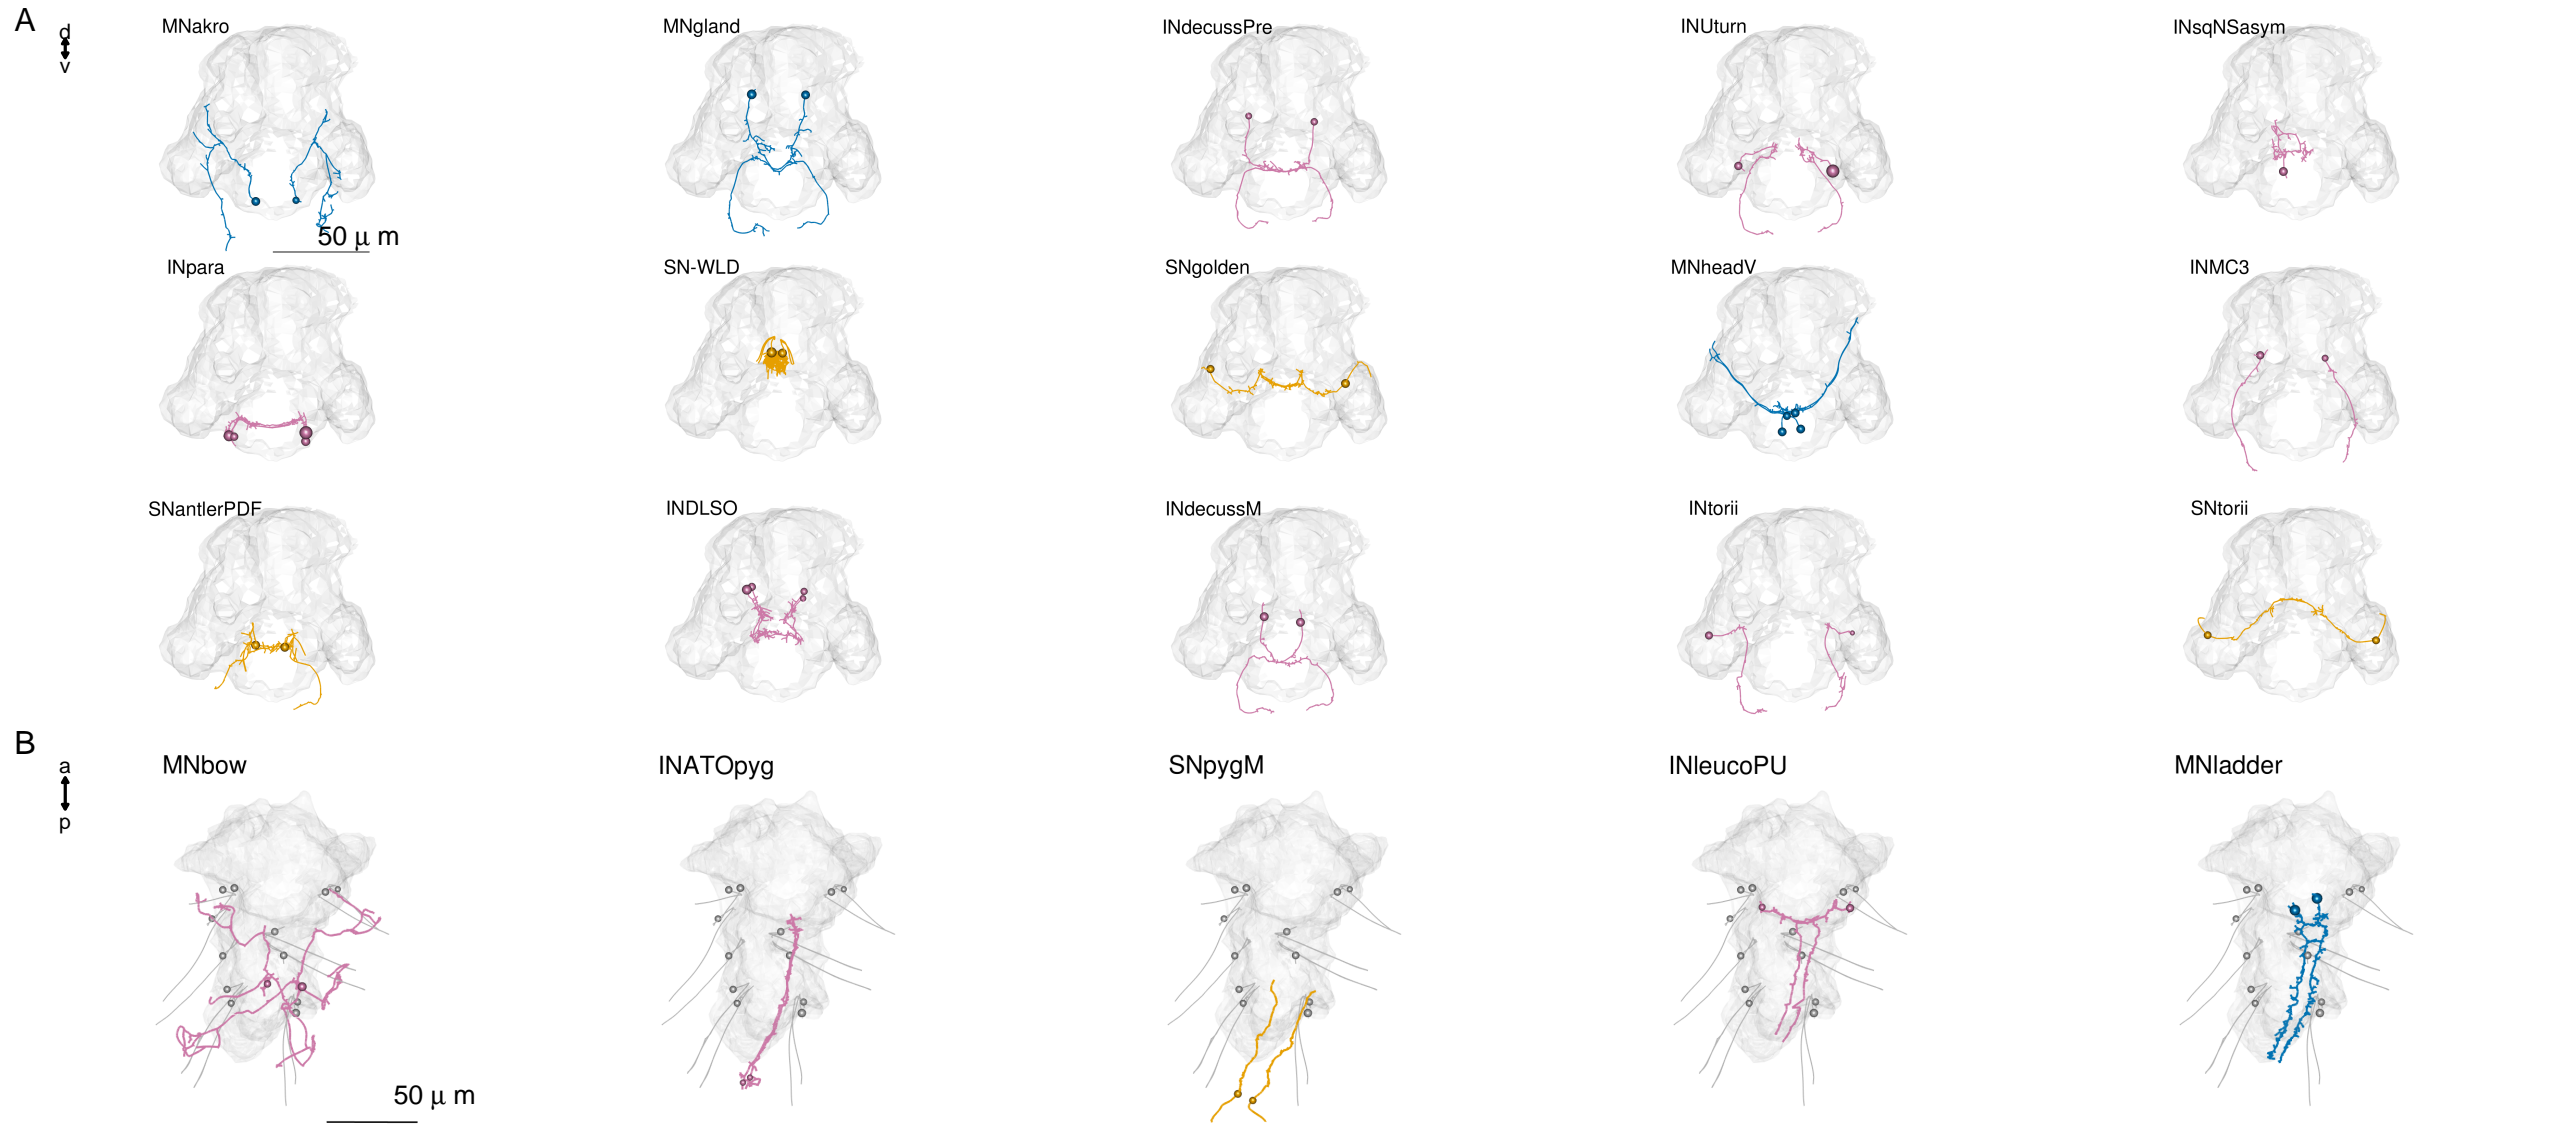 A
d
v
MNakro
MNgland
INdecussPre
INUturn
INsqNSasym
50 μ m
INpara
SN-WLD
SNgolden
MNheadV
INMC3
SNantlerPDF
INDLSO
INdecussM
INtorii
SNtorii
B
a
p
MNbow
INATOpyg
SNpygM
INleucoPU
MNladder
50 μ m